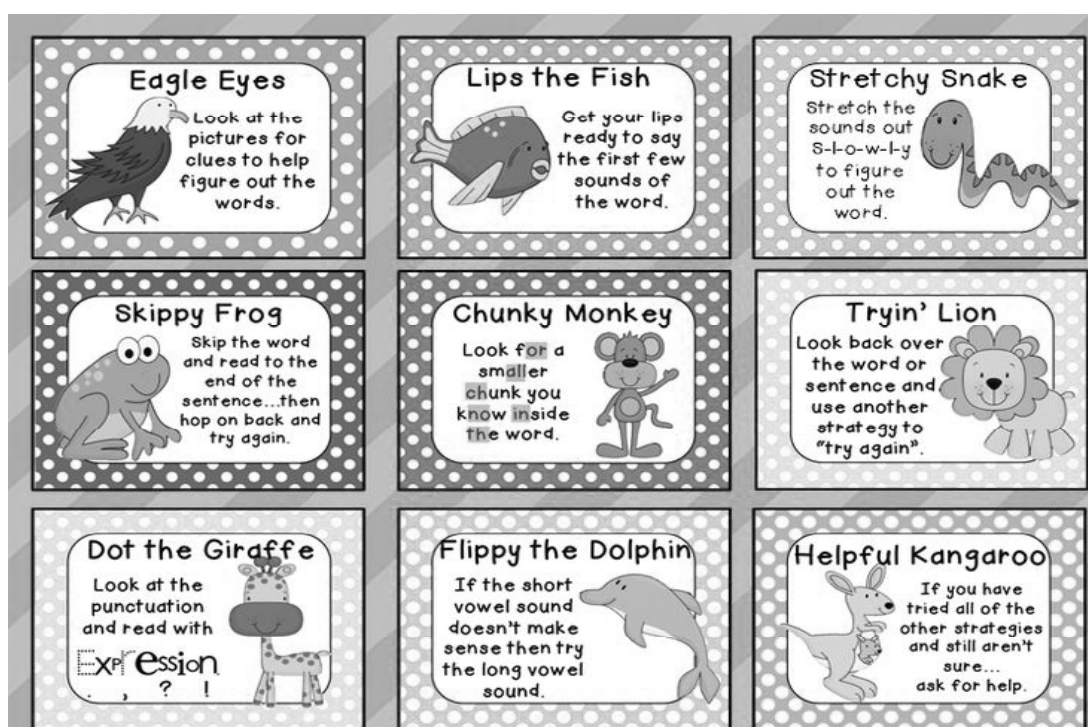 Eagle Eyes
Look at the
pictures for
clues to help
figure out the
words.
Lips the Fish
Get your lips
ready to say
the first few
sounds of
the word.
Stretchy Snake
Stretch the
sounds out
S-l-o-w-l-y
to figure
out the
word.
Skippy Frog
Skip the word
and read to the
end of the
sentence...then
hop on back and
try again.
Chunky Monkey
Look for a
smaller
chunk you
know inside
the word.
Tryin' Lion
Look back over
the word or
sentence and
use another
strategy to
"try again".
Dot the Giraffe
Look at the
punctuation
and read with
Expression
. , ? !
Flippy the Dolphin
If the short
vowel sound
doesn't make
sense then try
the long vowel
sound.
Helpful Kangaroo
If you have
tried all of the
other strategies
and still aren't
sure...
ask for help.